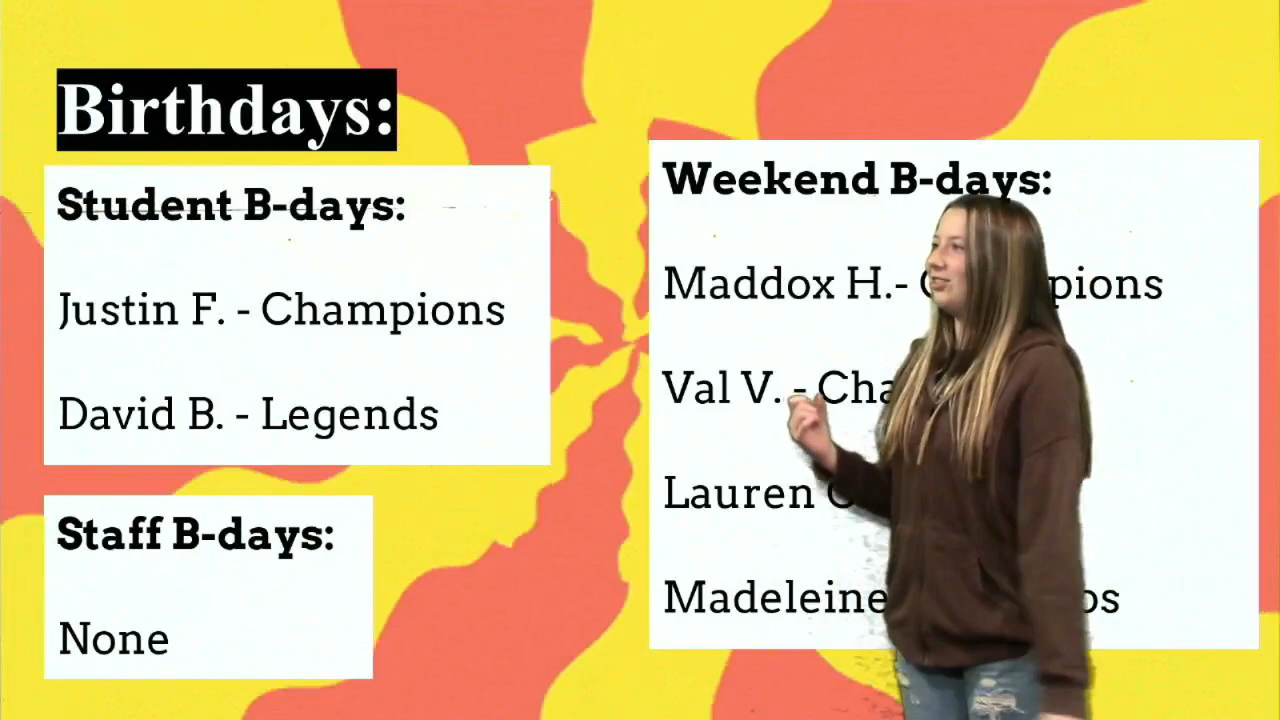 Birthdays:
Student B-days:
Justin F. - Champions
David B. - Legends
Staff B-days:
None
Weekend B-days:
Maddox H.-
Val V. -
Lauren
Madeleine